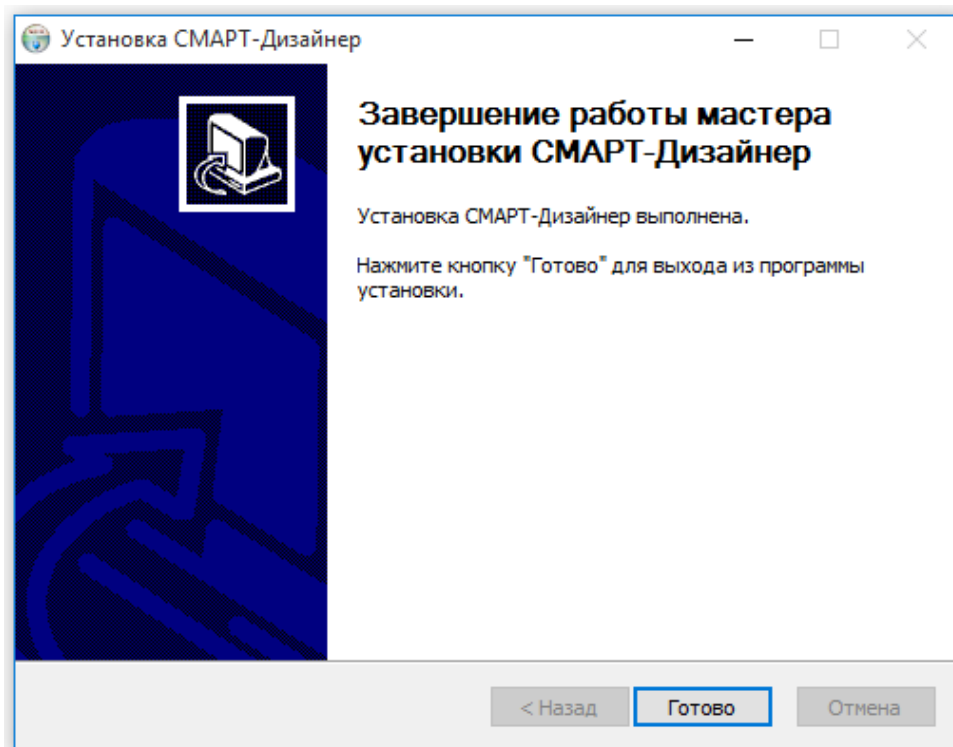 Установка СМАРТ-Дизайнер
Завершение работы мастера
установки СМАРТ-Дизайнер
Установка СМАРТ-Дизайнер выполнена.
Нажмите кнопку "Готово" для выхода из программы
установки.
< Назад
Готово
Отмена